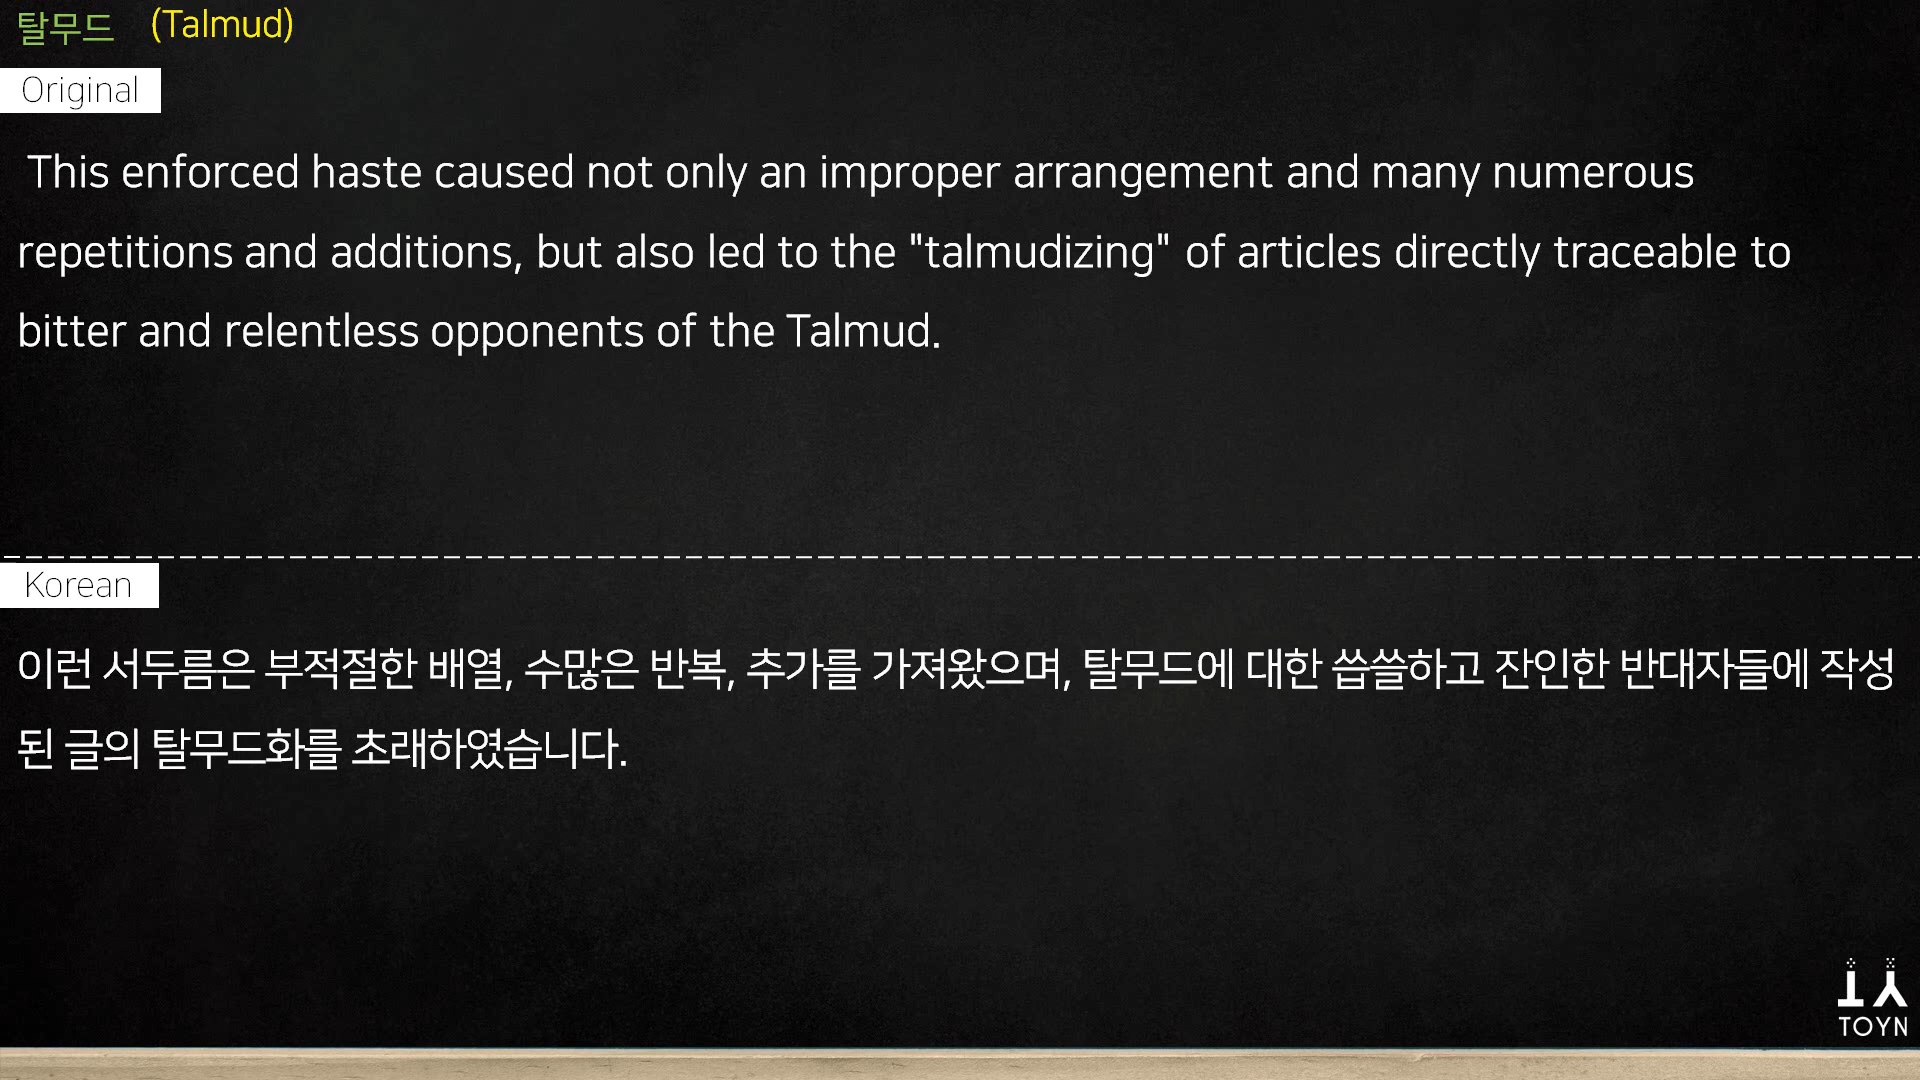 탈무드 (Talmud)
Original
This enforced haste caused not only an improper arrangement and many numerous
repetitions and additions, but also led to the "talmudizing" of articles directly traceable to
bitter and relentless opponents of the Talmud.
Korean
이런 서두름은 부적절한 배열, 수많은 반복, 추가를 가져왔으며, 탈무드에 대한 씁쓸하고 잔인한 반대자들에 작성
된 글의 탈무드화를 초래하였습니다.
TOYN